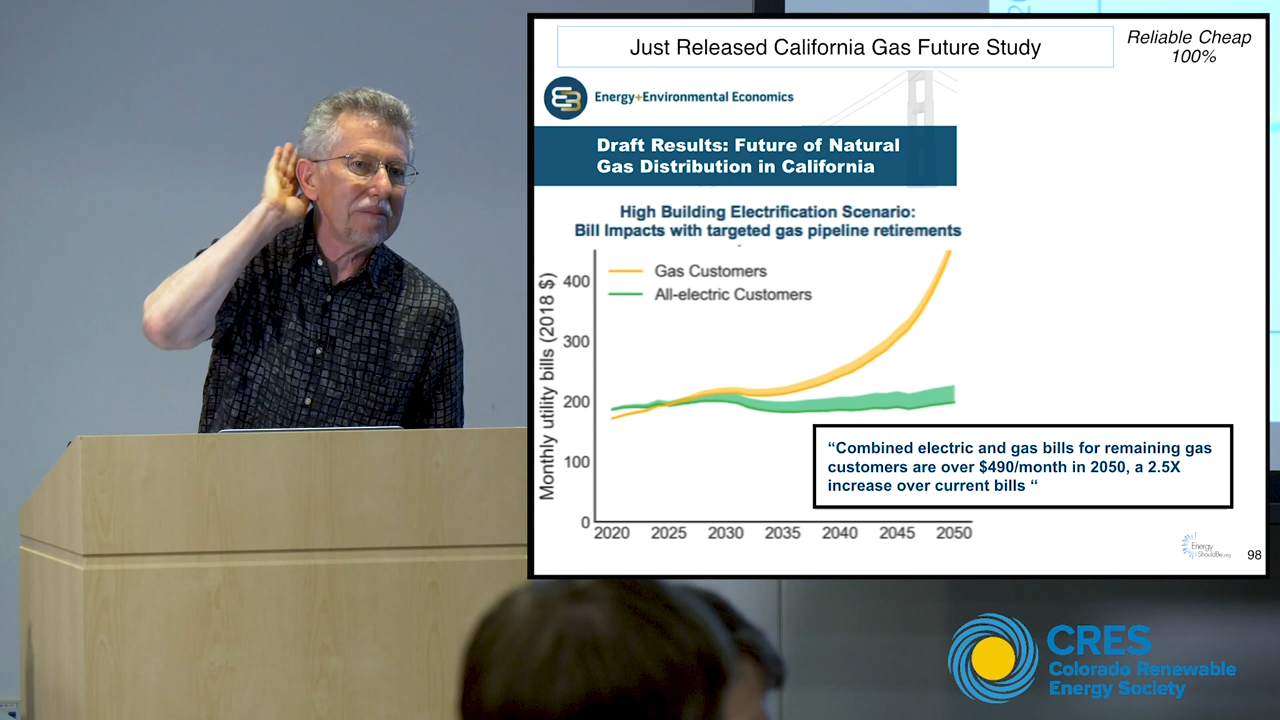 Just Released California Gas Future Study
Reliable Cheap
100%
Energy+Environmental Economics
Draft Results: Future of Natural
Gas Distribution in California
High Building Electrification Scenario:
Bill Impacts with targeted gas pipeline retirements
Monthly utility bills (2018 $)
400
300
200
100
0
Gas Customers
All-electric Customers
2020 2025 2030 2035 2040 2045 2050
“Combined electric and gas bills for remaining gas
customers are over $490/month in 2050, a 2.5X
increase over current bills “
Energy
ShouldBe.org
98
CRES
Colorado Renewable
Energy Society